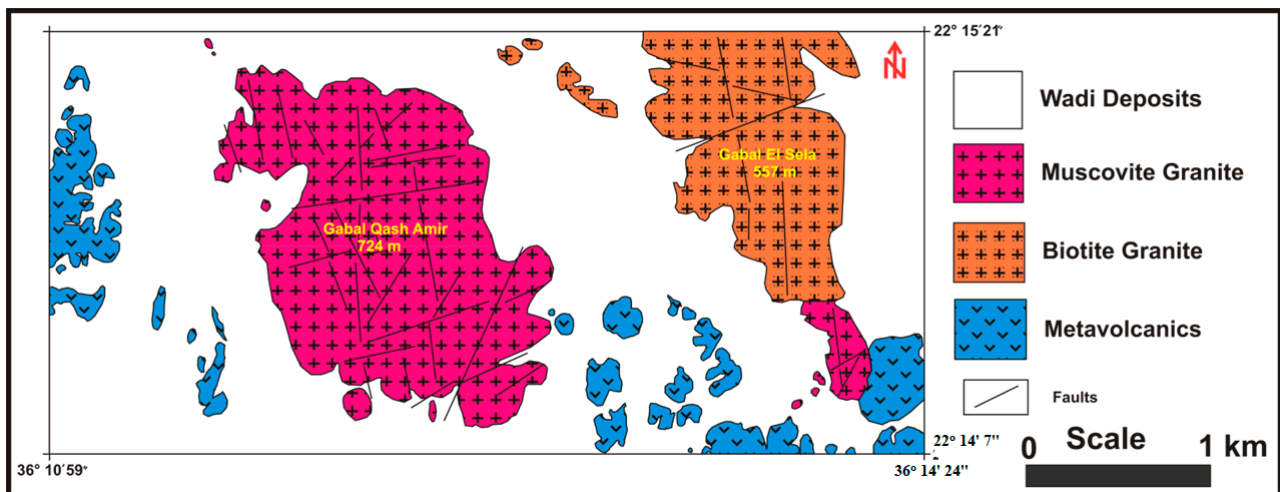 22° 15´21"
N
Wadi Deposits
Muscovite Granite
Gabal El Sela
557 m
Gabal Qash Amir
724 m
Biotite Granite
Metavolcanics
Faults
22° 14' 7"
36° 10´59"
36° 14' 24"
0 Scale 1 km